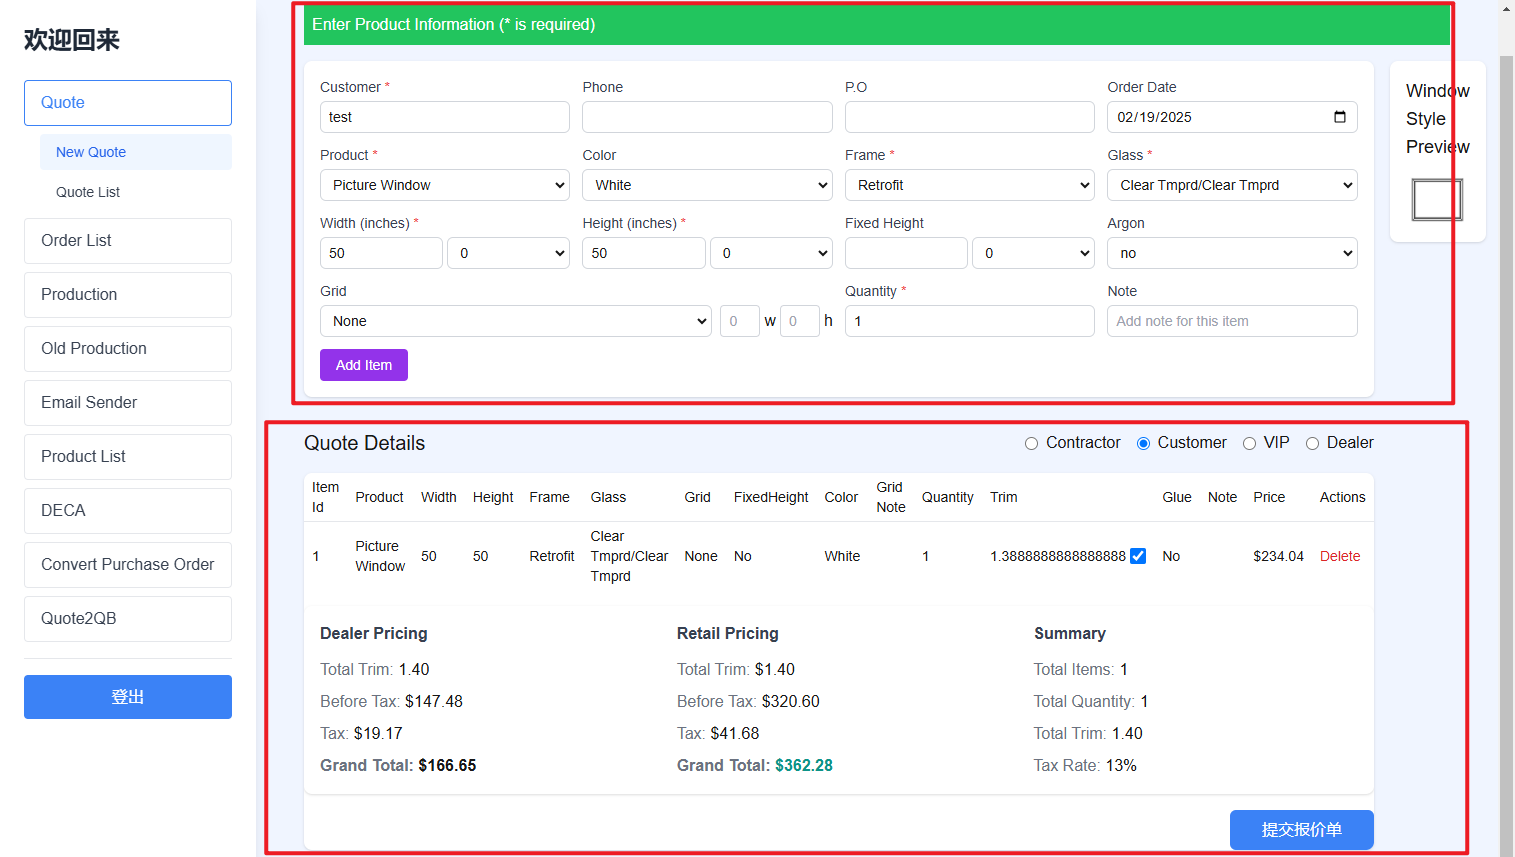 欢迎回来
Quote
New Quote
Quote List
Order List
Production
Old Production
Email Sender
Product List
DECA
Convert Purchase Order
Quote2QB
登出
Enter Product Information (* is required)
Customer *
Phone
P.O
Order Date
test
02/19/2025
Product *
Color
Frame *
Glass *
Picture Window
White
Retrofit
Clear Tmprd/Clear Tmprd
Width (inches) *
Height (inches) *
Fixed Height
Argon
50
0
50
0
0
no
Grid
Quantity *
Note
None
0 w 0 h
1
Add note for this item
Add Item
Window
Style
Preview
Quote Details
Contractor
Customer
VIP
Dealer
Item Id
Product
Width
Height
Frame
Glass
Grid
FixedHeight
Color
Grid Note
Quantity
Trim
Glue
Note
Price
Actions
1
Picture Window
50
50
Retrofit
Clear Tmprd/Clear Tmprd
None
No
White
1
1.3888888888888888
No
$234.04
Delete
Dealer Pricing
Total Trim: 1.40
Before Tax: $147.48
Tax: $19.17
Grand Total: $166.65
Retail Pricing
Total Trim: $1.40
Before Tax: $320.60
Tax: $41.68
Grand Total: $362.28
Summary
Total Items: 1
Total Quantity: 1
Total Trim: 1.40
Tax Rate: 13%
提交报价单